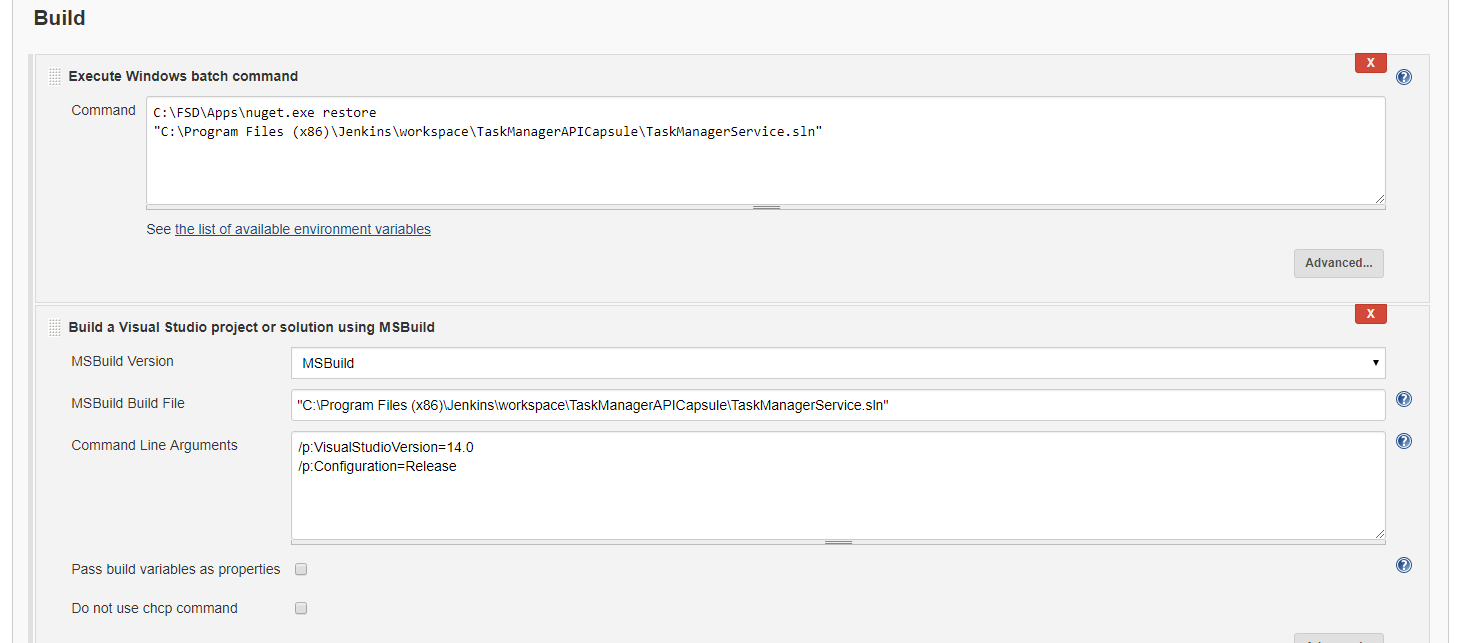 Build
Execute Windows batch command
X
Command
C:\FSD\Apps\nuget.exe restore
"C:\Program Files (x86)\Jenkins\workspace\TaskManagerAPICapsule\TaskManagerService.sln"
See the list of available environment variables
Advanced...
Build a Visual Studio project or solution using MSBuild
X
MSBuild Version
MSBuild
MSBuild Build File
"C:\Program Files (x86)\Jenkins\workspace\TaskManagerAPICapsule\TaskManagerService.sln"
Command Line Arguments
/p:VisualStudioVersion=14.0
/p:Configuration=Release
Pass build variables as properties
Do not use chcp command